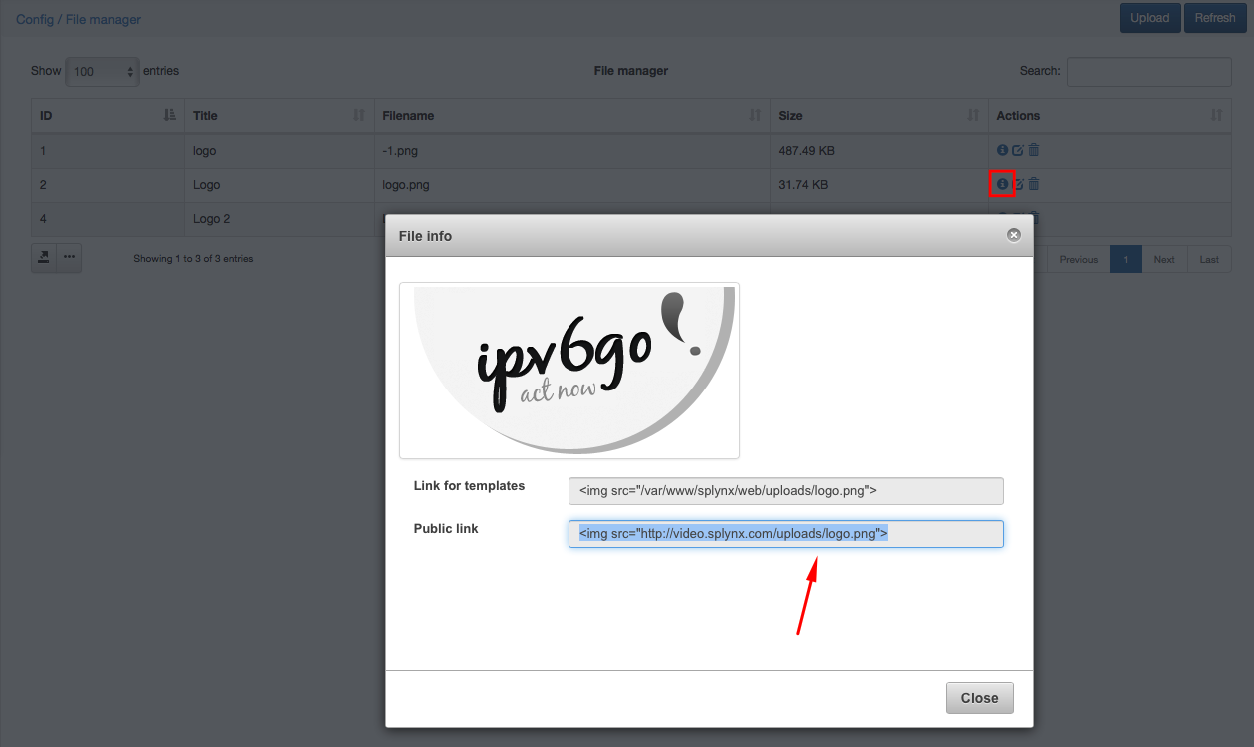 Config / File manager
Upload Refresh
Show 100 entries File manager Search:
ID Title Filename Size Actions
1 logo -1.png 487.49 KB
2 Logo logo.png 31.74 KB
4 Logo 2
Showing 1 to 3 of 3 entries Previous 1 Next Last
File info
ipv6go
act now
Link for templates <img src="/var/www/splynx/web/uploads/logo.png">
Public link <img src="http://video.splynx.com/uploads/logo.png">
Close